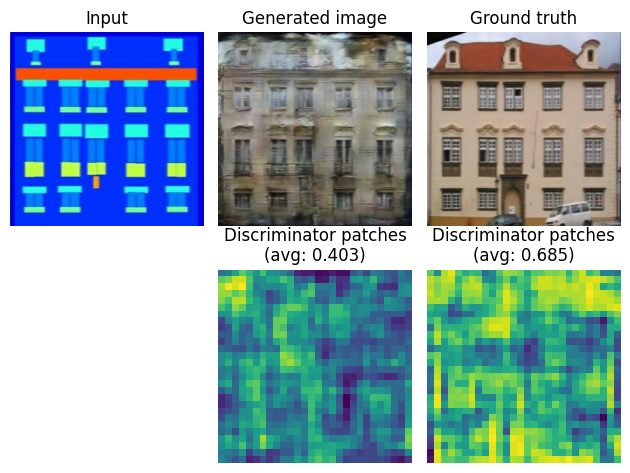 Input
Generated image
Ground truth
Discriminator patches
(avg: 0.403)
Discriminator patches
(avg: 0.685)